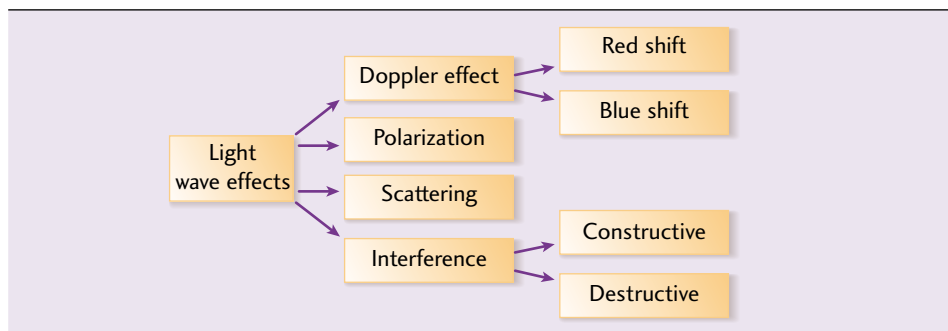 Light
wave effects
Doppler effect
Red shift
Blue shift
Polarization
Scattering
Interference
Constructive
Destructive